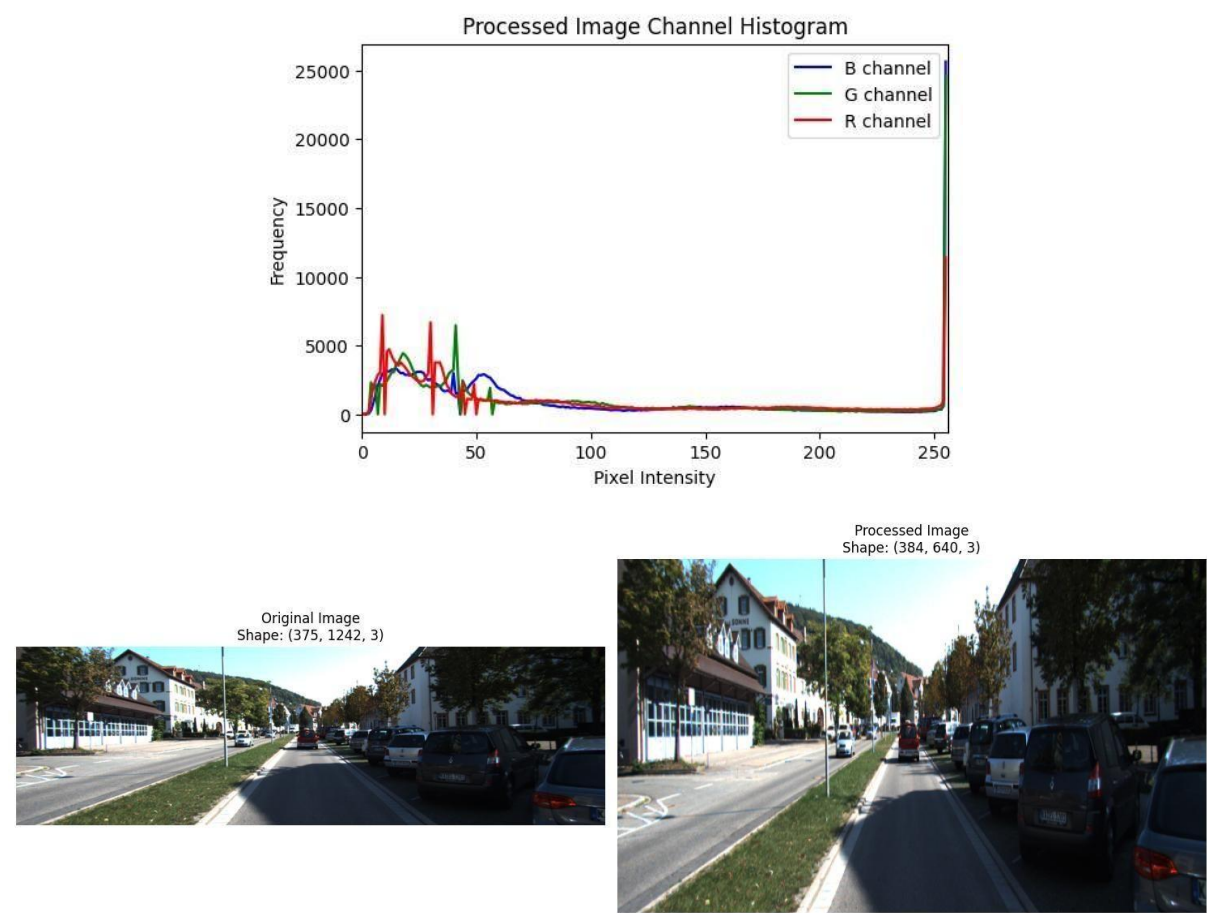 Processed Image Channel Histogram
Frequency
25000
20000
15000
10000
5000
0
B channel
G channel
R channel
0 50 100 150 200 250
Pixel Intensity
Original Image
Shape: (375, 1242, 3)
Processed Image
Shape: (384, 640, 3)